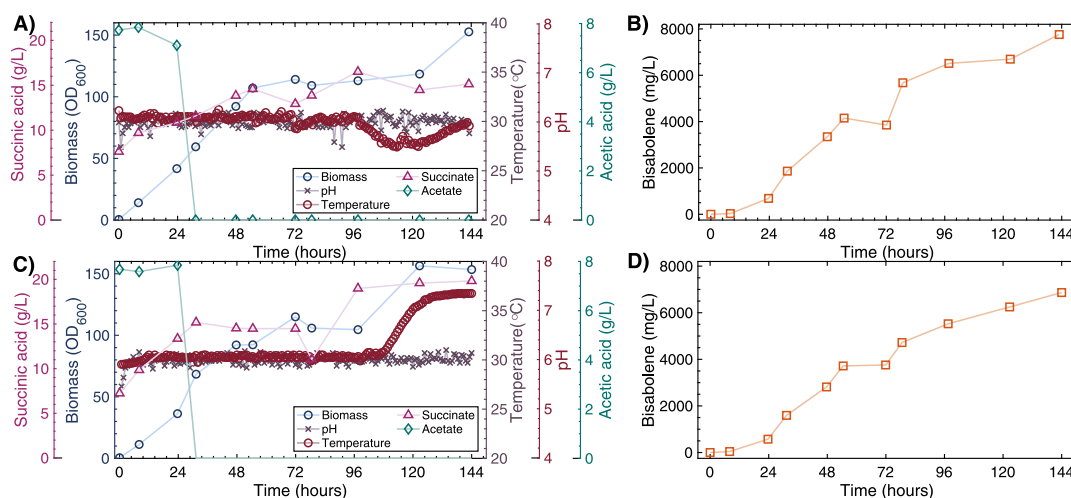 A)
Succinic acid (g/L)
20
15
10
5
0
Biomass (OD600)
150
100
50
0
Biomass
Succinate
pH
Acetate
Temperature
0 24 48 72 96 120 144
Time (hours)
40
35
30
25
20
Temperature(°C)
8
7
6
5
4
pH
8
6
4
2
0
Acetic acid (g/L)
B)
Bisabolene (mg/L)
8000
6000
4000
2000
0
0 24 48 72 96 120 144
Time (hours)
C)
Succinic acid (g/L)
20
15
10
5
0
Biomass (OD600)
150
100
50
0
Biomass
Succinate
pH
Acetate
Temperature
0 24 48 72 96 120 144
Time (hours)
40
35
30
25
20
Temperature(°C)
8
7
6
5
4
pH
8
6
4
2
0
Acetic acid (g/L)
D)
Bisabolene (mg/L)
8000
6000
4000
2000
0
0 24 48 72 96 120 144
Time (hours)